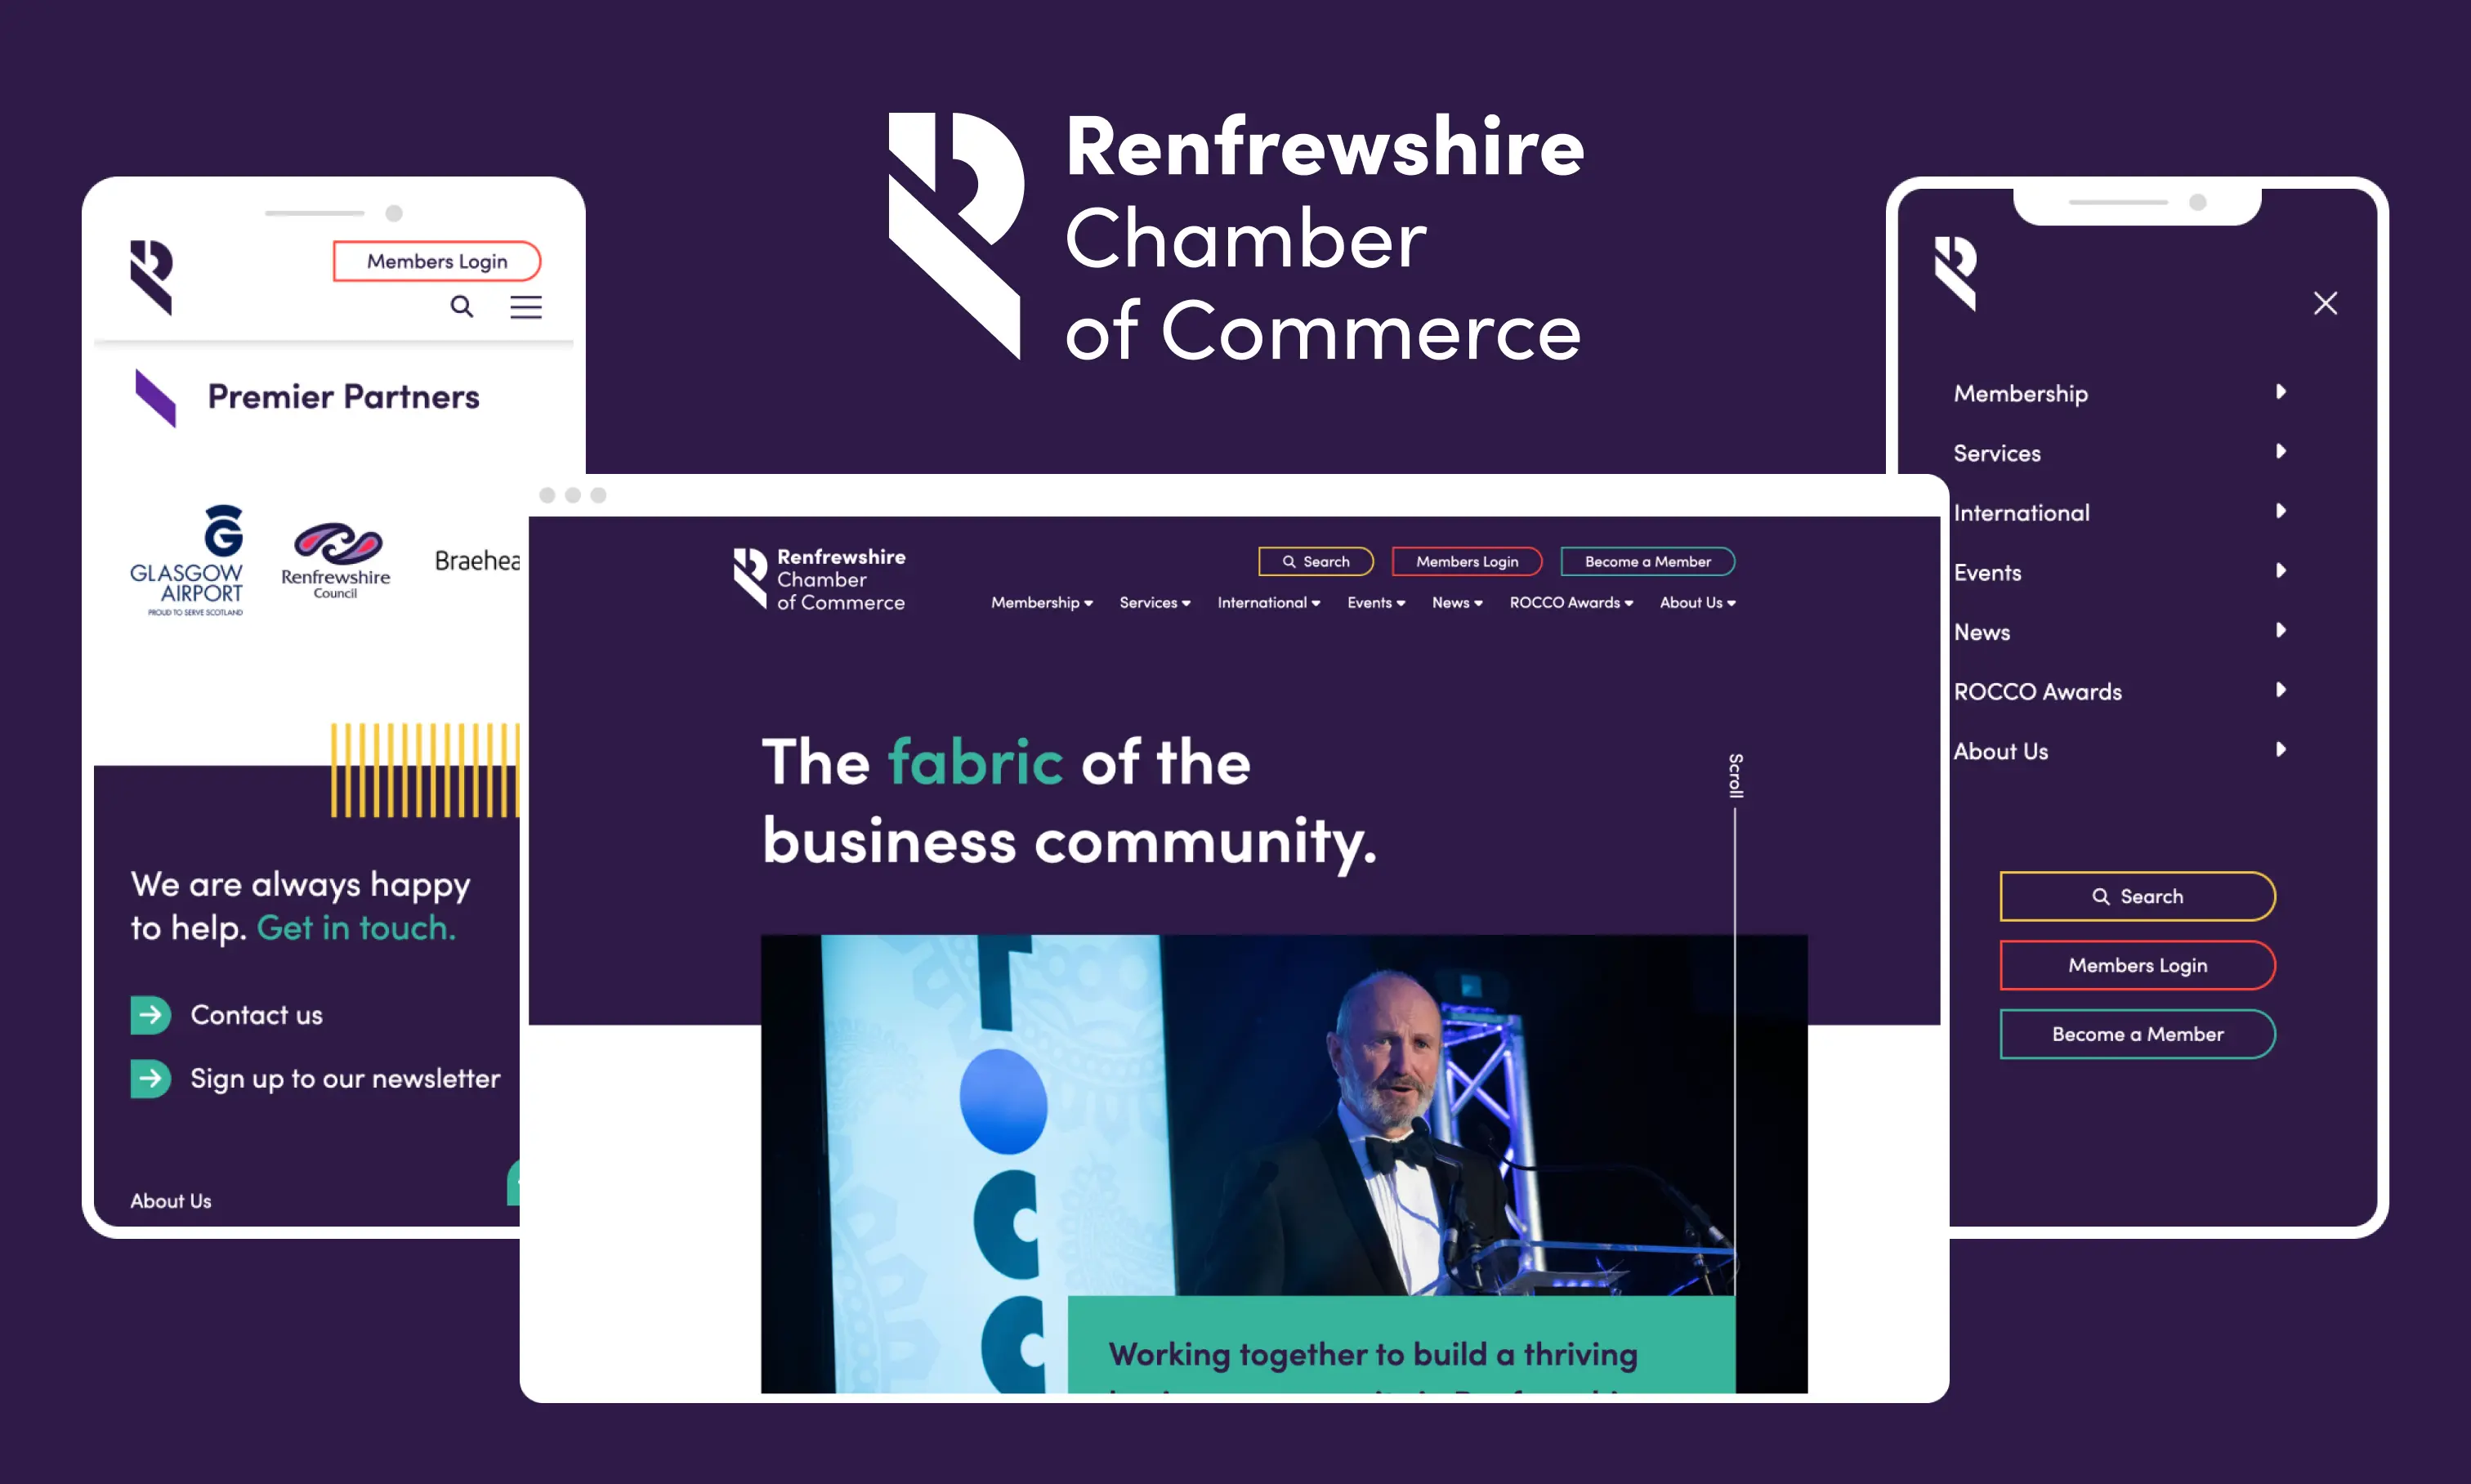 Renfrewshire
Chamber
of Commerce
Members Login
Premier Partners
GLASGOW
AIRPORT
PROUD TO SERVE SCOTLAND
Renfrewshire
Council
Braehea
We are always happy
to help. Get in touch.
Contact us
Sign up to our newsletter
About Us
Renfrewshire
Chamber
of Commerce
Search
Members Login
Become a Member
Membership
Services
International
Events
News
ROCCO Awards
About Us
The fabric of the
business community.
Scroll
Working together to build a thriving
Membership
Services
International
Events
News
ROCCO Awards
About Us
Search
Members Login
Become a Member